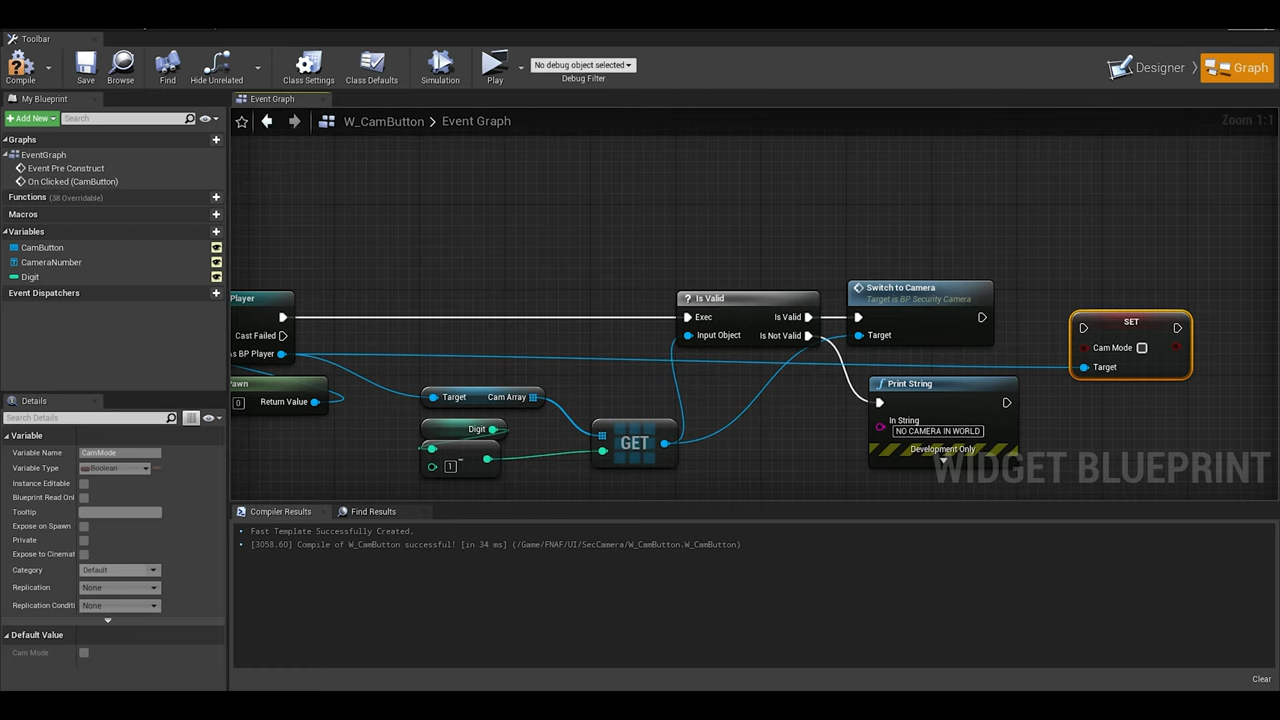 Toolbar
Compile
Save
Browse
Find
Hide Unrelated
Class Settings
Class Defaults
Simulation
Play
No debug object selected
Debug Filter
Designer
Graph
My Blueprint
Event Graph
Add New
Search
W_CamButton > Event Graph
Zoom 1:1
Graphs
EventGraph
Event Pre Construct
On Clicked (CamButton)
Functions (38 Overridable)
Macros
Variables
CamButton
CameraNumber
Digit
Event Dispatchers
Player
Cast Failed
As BP Player
Pawn
0
Return Value
Target
Cam Array
Digit
1
-
GET
? Is Valid
Exec
Is Valid
Input Object
Is Not Valid
Switch to Camera
Target is BP Security Camera
Target
Print String
In String
NO CAMERA IN WORLD
Development Only
SET
Cam Mode
Target
WIDGET BLUEPRINT
Details
Search Details
Variable
Variable Name
CamMode
Variable Type
Boolean
Instance Editable
Blueprint Read Onl
Tooltip
Expose on Spawn
Private
Expose to Cinemat
Category
Default
Replication
None
Replication Conditi
None
Default Value
Cam Mode
Compiler Results
Find Results
Fast Template Successfully Created.
[3058.60] Compile of W_CamButton successful! [in 34 ms] (/Game/FNAF/UI/SecCamera/W_CamButton.W_CamButton)
Clear